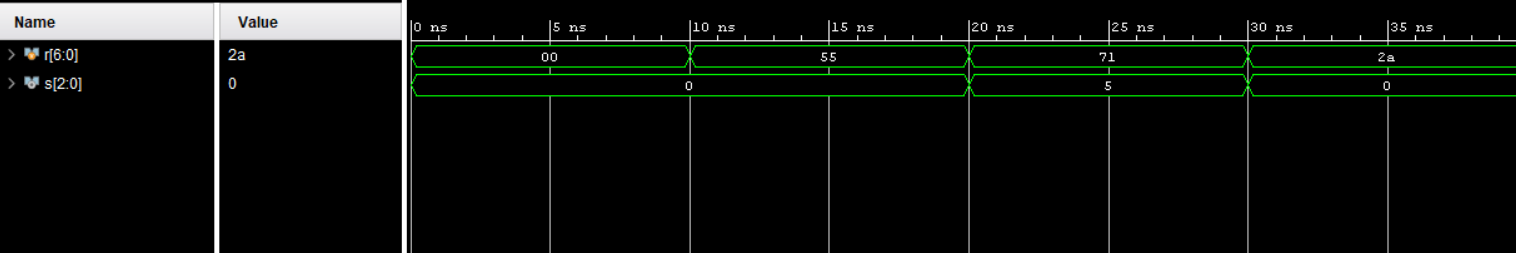 Name Value 0 ns 5 ns 10 ns 15 ns 20 ns 25 ns 30 ns 35 ns
r[6:0] 2a 00 55 71 2a
s[2:0] 0 0 5 0